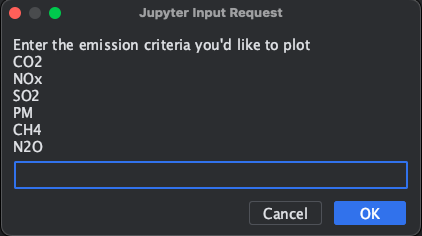 Jupyter Input Request
Enter the emission criteria you'd like to plot
CO2
NOx
SO2
PM
CH4
N2O
Cancel OK